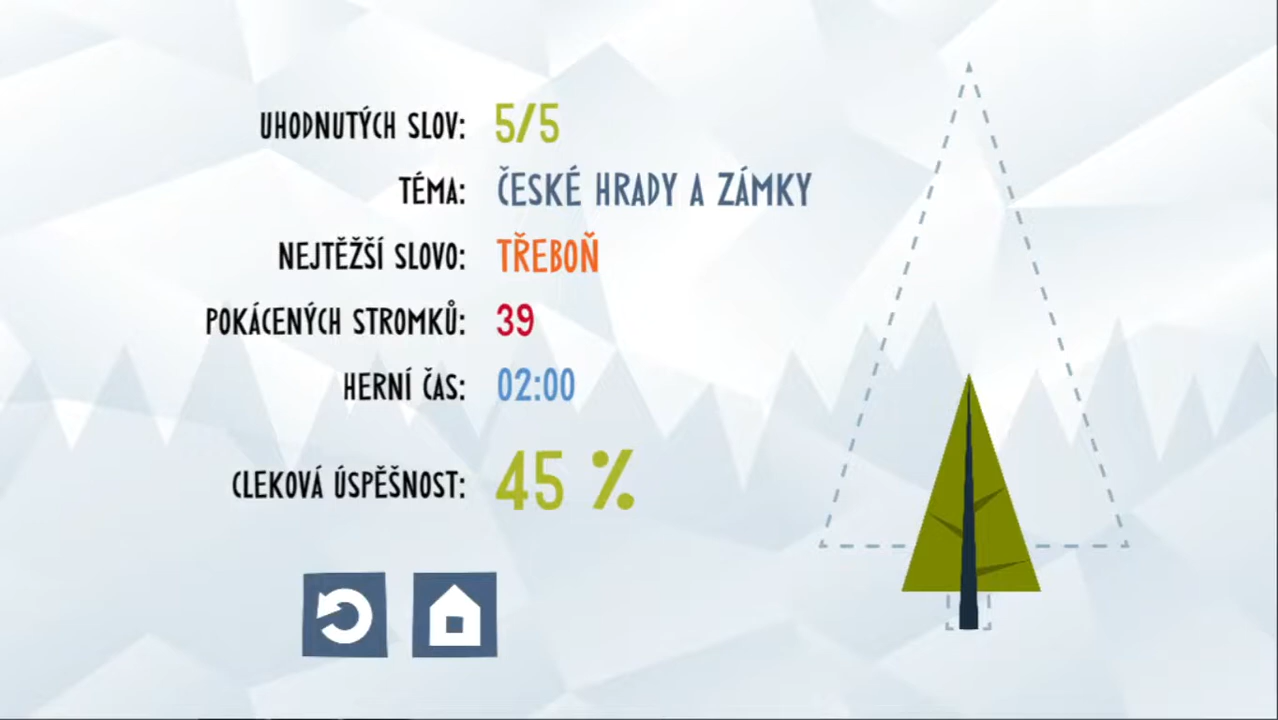 UHODNUTÝCH SLOV: 5/5
TÉMA: ČESKÉ HRADY A ZÁMKY
NEJTĚŽŠÍ SLOVO: TŘEBOŇ
POKÁCENÝCH STROMKŮ: 39
HERNÍ ČAS: 02:00
CLEKOVÁ ÚSPĚŠNOST: 45 %